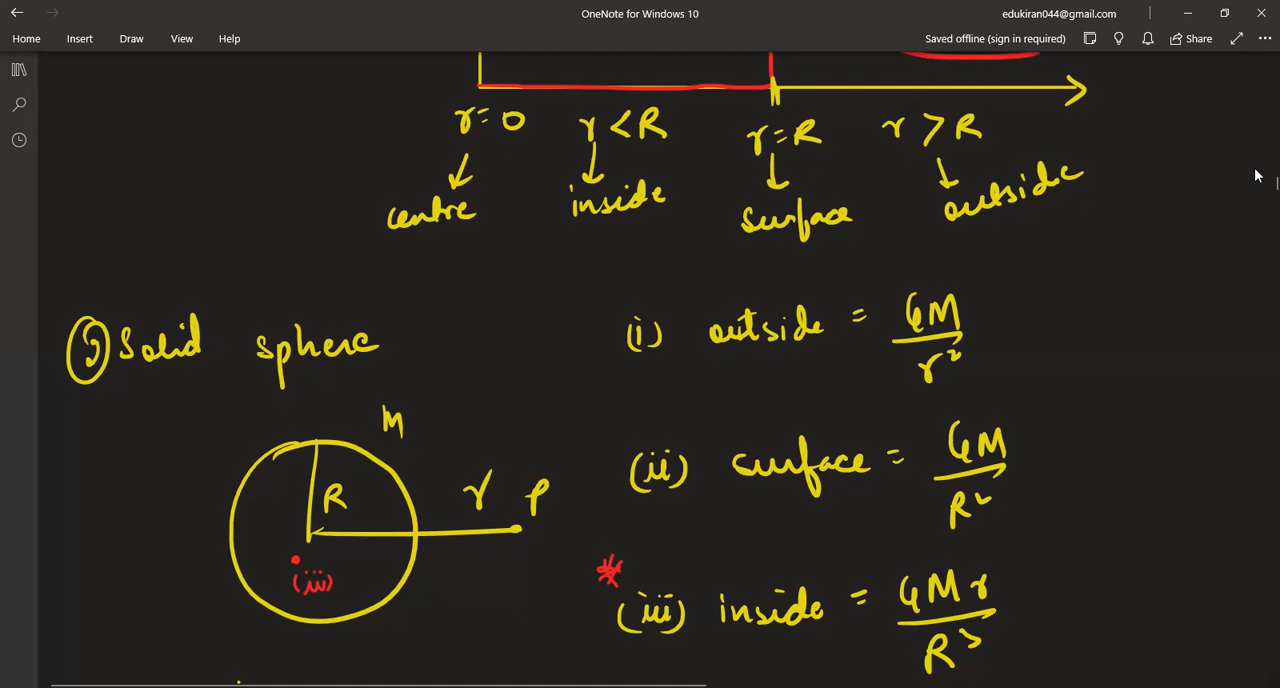 OneNote for Windows 10
edukiran044@gmail.com
Home Insert Draw View Help
Saved offline (sign in required)
Share
r=0 r<R r=R r>R
centre inside surface outside
② Solid sphere
(i) outside = GM/r²
M
(ii) surface = GM/R²
R r P
(iii)
* (iii) inside = GMr/R³